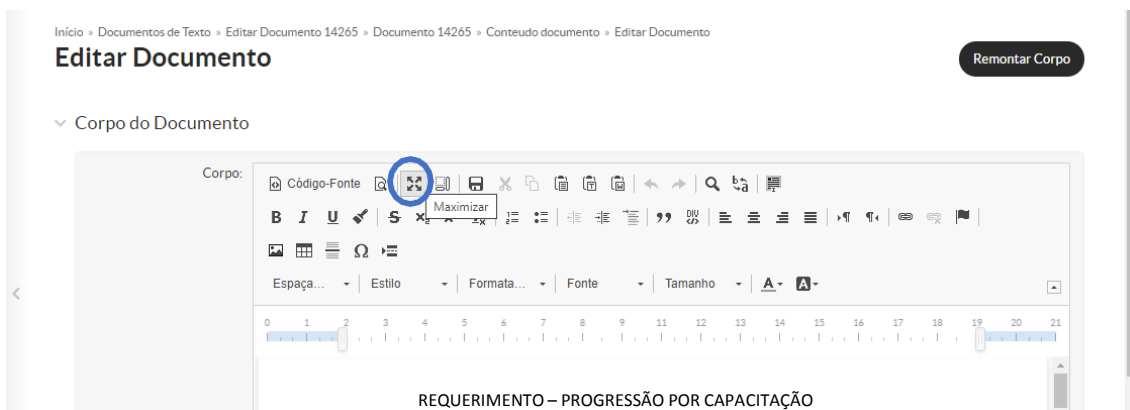 Início » Documentos de Texto » Editar Documento 14265 » Documento 14265 » Conteudo documento » Editar Documento
Editar Documento
Remontar Corpo
Corpo do Documento
Corpo:
Código-Fonte
Maximizar
B I U S
DIV
Ω
Espaça... Estilo Formata... Fonte Tamanho A A
0 1 2 3 4 5 6 7 8 9 11 12 13 14 15 16 17 18 19 20 21
REQUERIMENTO – PROGRESSÃO POR CAPACITAÇÃO